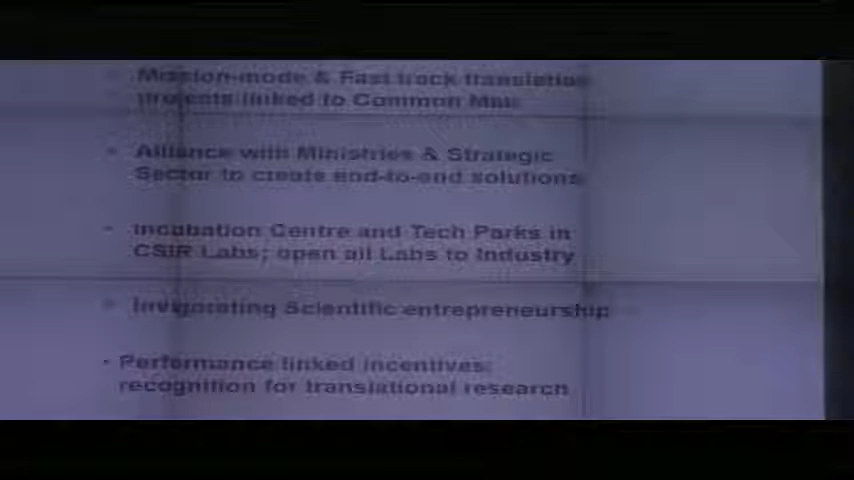 Mission-mode & Fast track translation
projects linked to Common Man
Alliance with Ministries & Strategic
Sector to create end-to-end solutions
Incubation Centre and Tech Parks in
CSIR Labs; open all Labs to Industry
Invigorating Scientific entrepreneurship
Performance linked incentives;
recognition for translational research